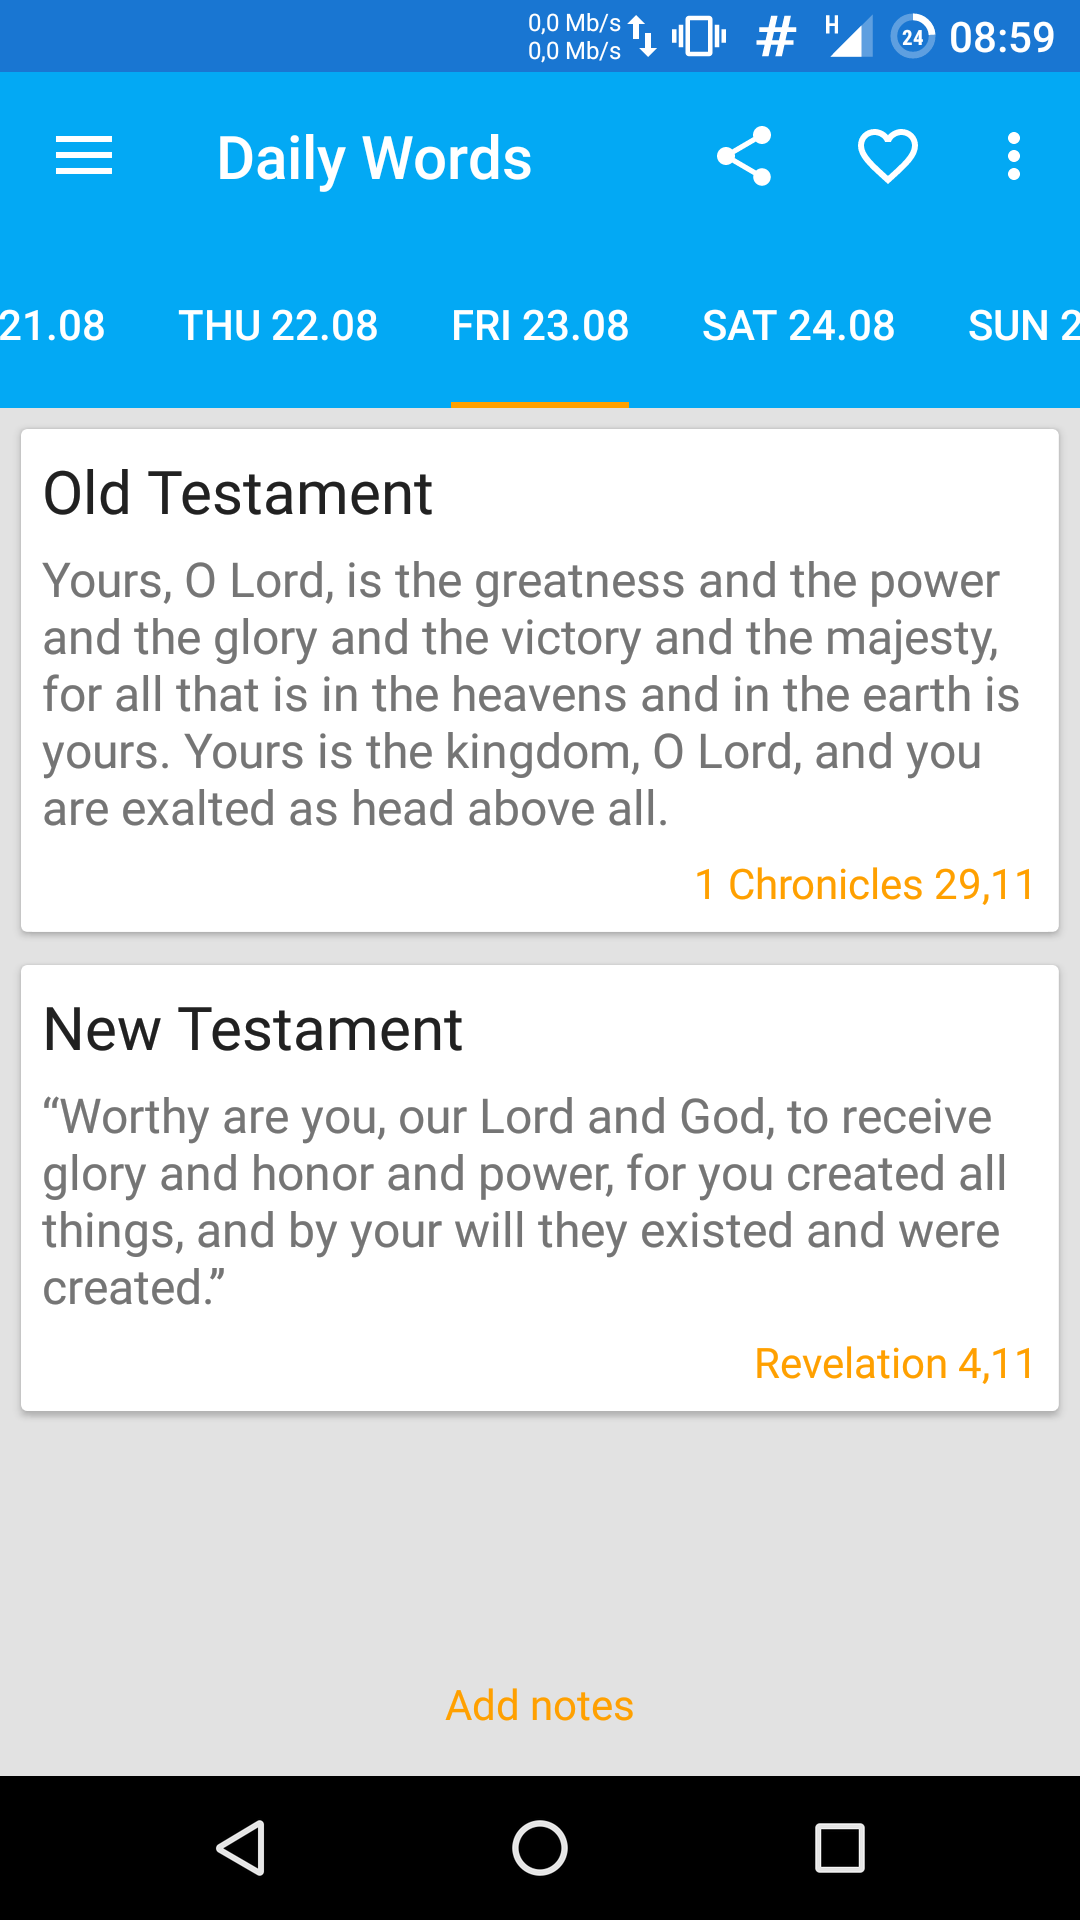 0,0 Mb/s
0,0 Mb/s
H
24
08:59
Daily Words
21.08 THU 22.08 FRI 23.08 SAT 24.08 SUN 2
Old Testament
Yours, O Lord, is the greatness and the power
and the glory and the victory and the majesty,
for all that is in the heavens and in the earth is
yours. Yours is the kingdom, O Lord, and you
are exalted as head above all.
1 Chronicles 29,11
New Testament
“Worthy are you, our Lord and God, to receive
glory and honor and power, for you created all
things, and by your will they existed and were
created.”
Revelation 4,11
Add notes